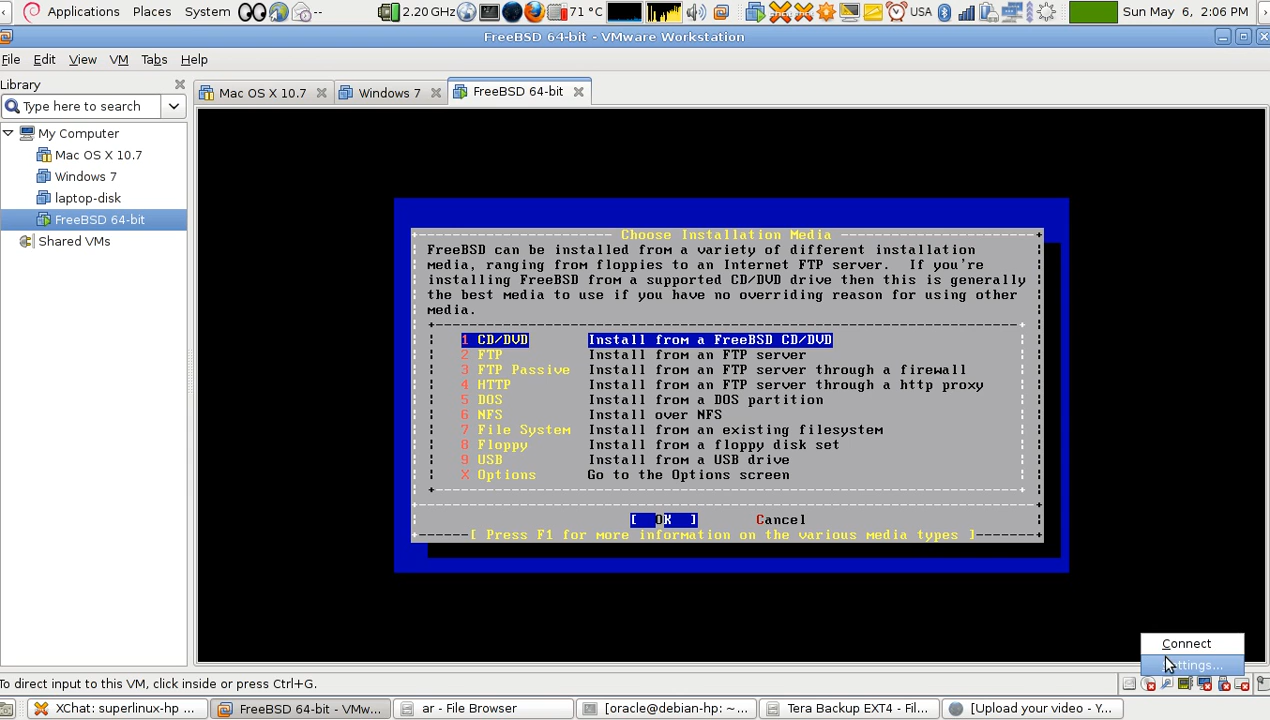 Applications Places System 2.20 GHz -- 71 °C USA Sun May 6, 2:06 PM
FreeBSD 64-bit - VMware Workstation
File Edit View VM Tabs Help
Library
Type here to search
Mac OS X 10.7 Windows 7 FreeBSD 64-bit
My Computer
Mac OS X 10.7
Windows 7
laptop-disk
FreeBSD 64-bit
Shared VMs
Choose Installation Media
FreeBSD can be installed from a variety of different installation
media, ranging from floppies to an Internet FTP server. If you're
installing FreeBSD from a supported CD/DVD drive then this is generally
the best media to use if you have no overriding reason for using other
media.
1 CD/DVD Install from a FreeBSD CD/DVD
2 FTP Install from an FTP server
3 FTP Passive Install from an FTP server through a firewall
4 HTTP Install from an FTP server through a http proxy
5 DOS Install from a DOS partition
6 NFS Install over NFS
7 File System Install from an existing filesystem
8 Floppy Install from a floppy disk set
9 USB Install from a USB drive
X Options Go to the Options screen
[ OK ] Cancel
[ Press F1 for more information on the various media types ]
Connect
ttings...
To direct input to this VM, click inside or press Ctrl+G.
XChat: superlinux-hp ... FreeBSD 64-bit - VMw... ar - File Browser [oracle@debian-hp: ~... Tera Backup EXT4 - Fil... [Upload your video - Y...